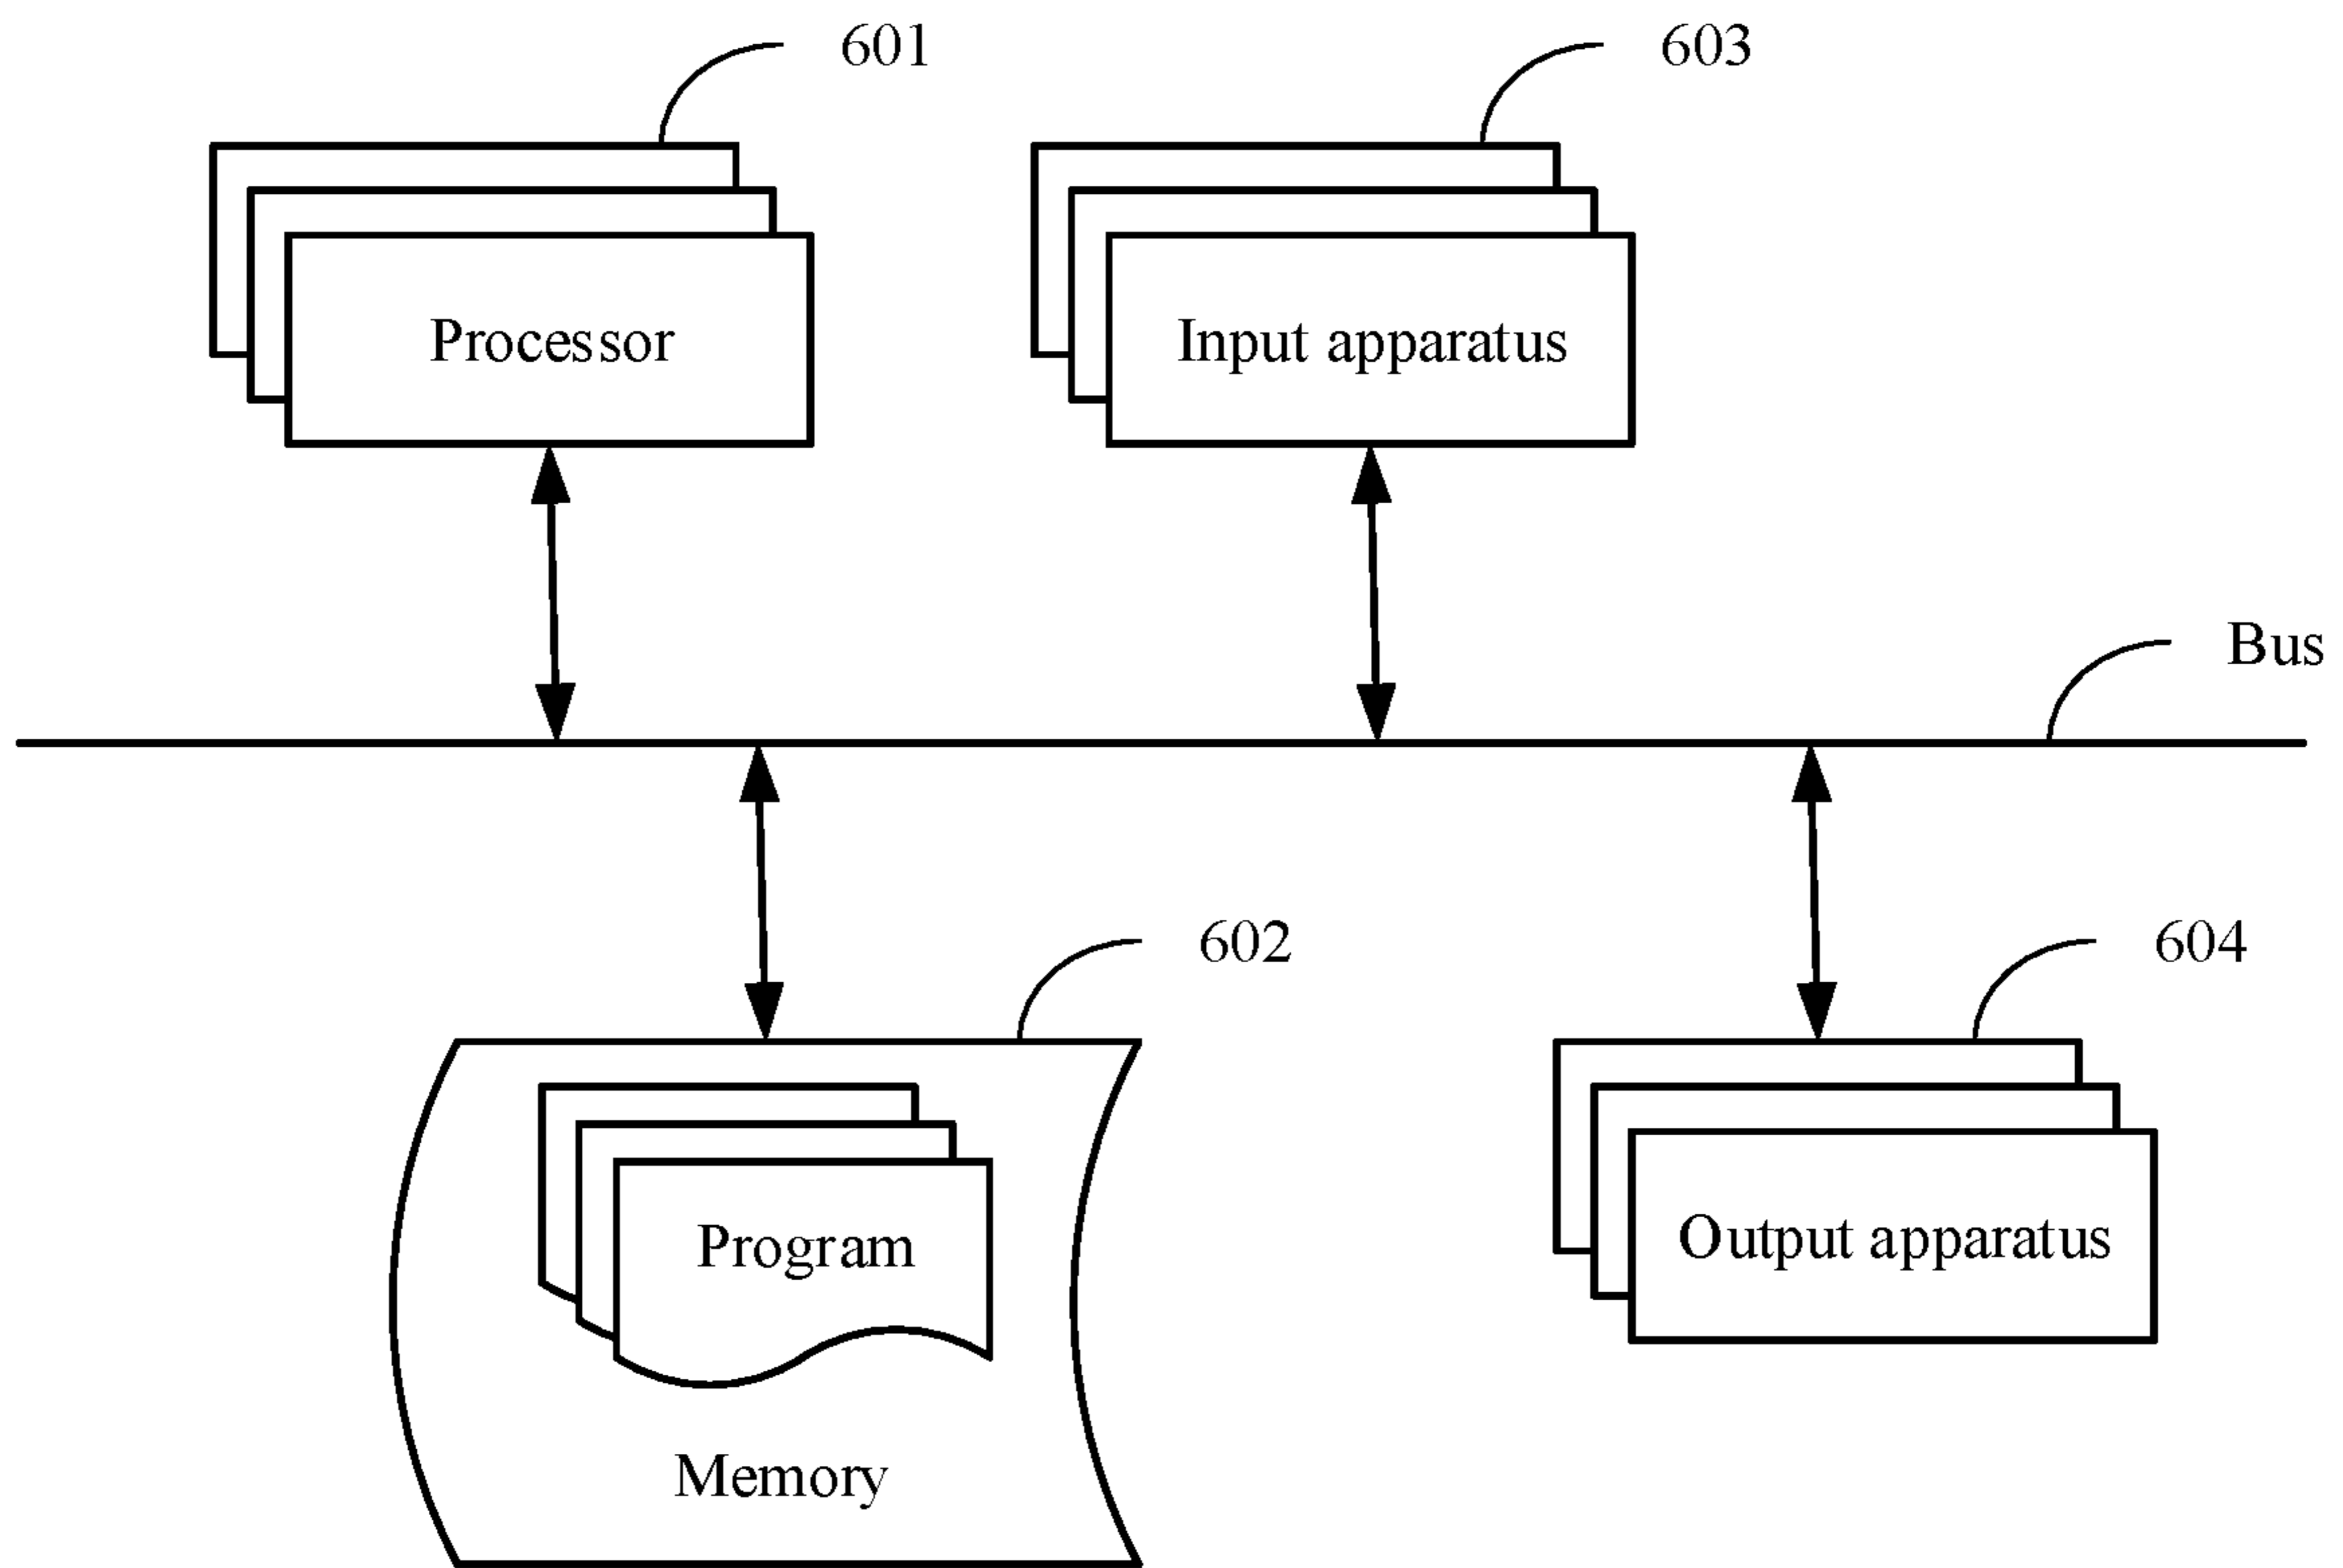 601
603
Processor
Input apparatus
Bus
602
604
Program
Output apparatus
Memory